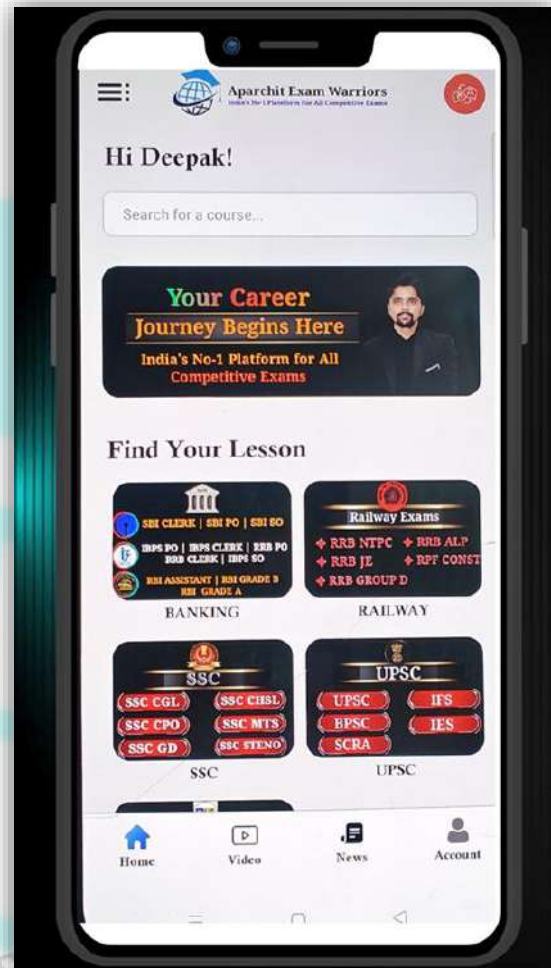 Aparchit Exam Warriors
India's No-1 Platform for All Competitive Exams
Hi Deepak!
Search for a course...
Your Career
Journey Begins Here
India's No-1 Platform for All
Competitive Exams
Find Your Lesson
SBI CLERK | SBI PO | SBI SO
IBPS PO | IBPS CLERK | RRB PO
RRB CLERK | IBPS SO
RBI ASSISTANT | RBI GRADE B
RBI GRADE A
BANKING
Railway Exams
RRB NTPC
RRB ALP
RRB JE
RPF CONST
RRB GROUP D
RAILWAY
SSC
SSC CGL
SSC CHSL
SSC CPO
SSC MTS
SSC GD
SSC STENO
SSC
UPSC
UPSC
IFS
BPSC
IES
SCRA
UPSC
Home
Video
News
Account